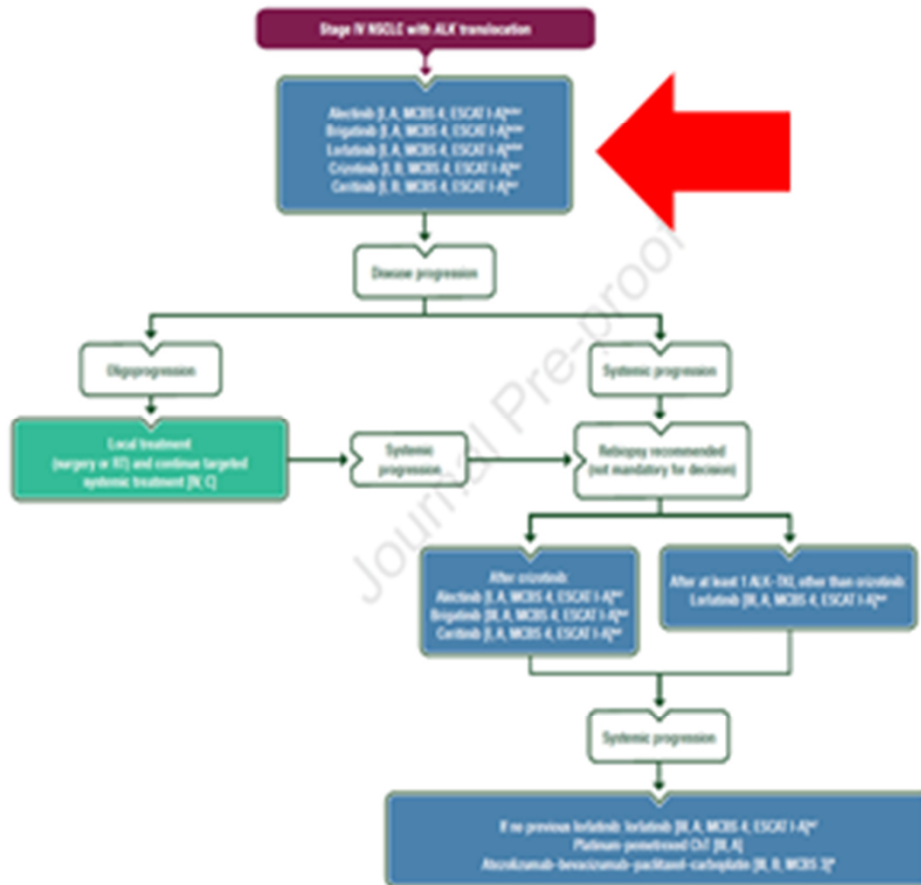 Stage IV NSCLC with ALK translocation
Alectinib [I, A, MCBS 4, ESCAT I-A]
Brigatinib [I, A, MCBS 4, ESCAT I-A]
Lorlatinib [I, A, MCBS 4, ESCAT I-A]
Crizotinib [I, B, MCBS 4, ESCAT I-A]
Ceritinib [I, B, MCBS 4, ESCAT I-A]
Disease progression
Oligoprogression
Systemic progression
Local treatment
(surgery or RT) and continue targeted
systemic treatment [IV, C]
Systemic
progression
Rebiopsy recommended
(not mandatory for decision)
After crizotinib:
Alectinib [I, A, MCBS 4, ESCAT I-A]
Brigatinib [III, A, MCBS 4, ESCAT I-A]
Ceritinib [I, A, MCBS 4, ESCAT I-A]
After at least 1 ALK-TKI, other than crizotinib:
Lorlatinib [III, A, MCBS 4, ESCAT I-A]
Systemic progression
If no previous lorlatinib: lorlatinib [III, A, MCBS 4, ESCAT I-A]
Platinum-pemetrexed ChT [III, A]
Atezolizumab-bevacizumab-paclitaxel-carboplatin [III, B, MCBS 3]
Journal Pre-proof